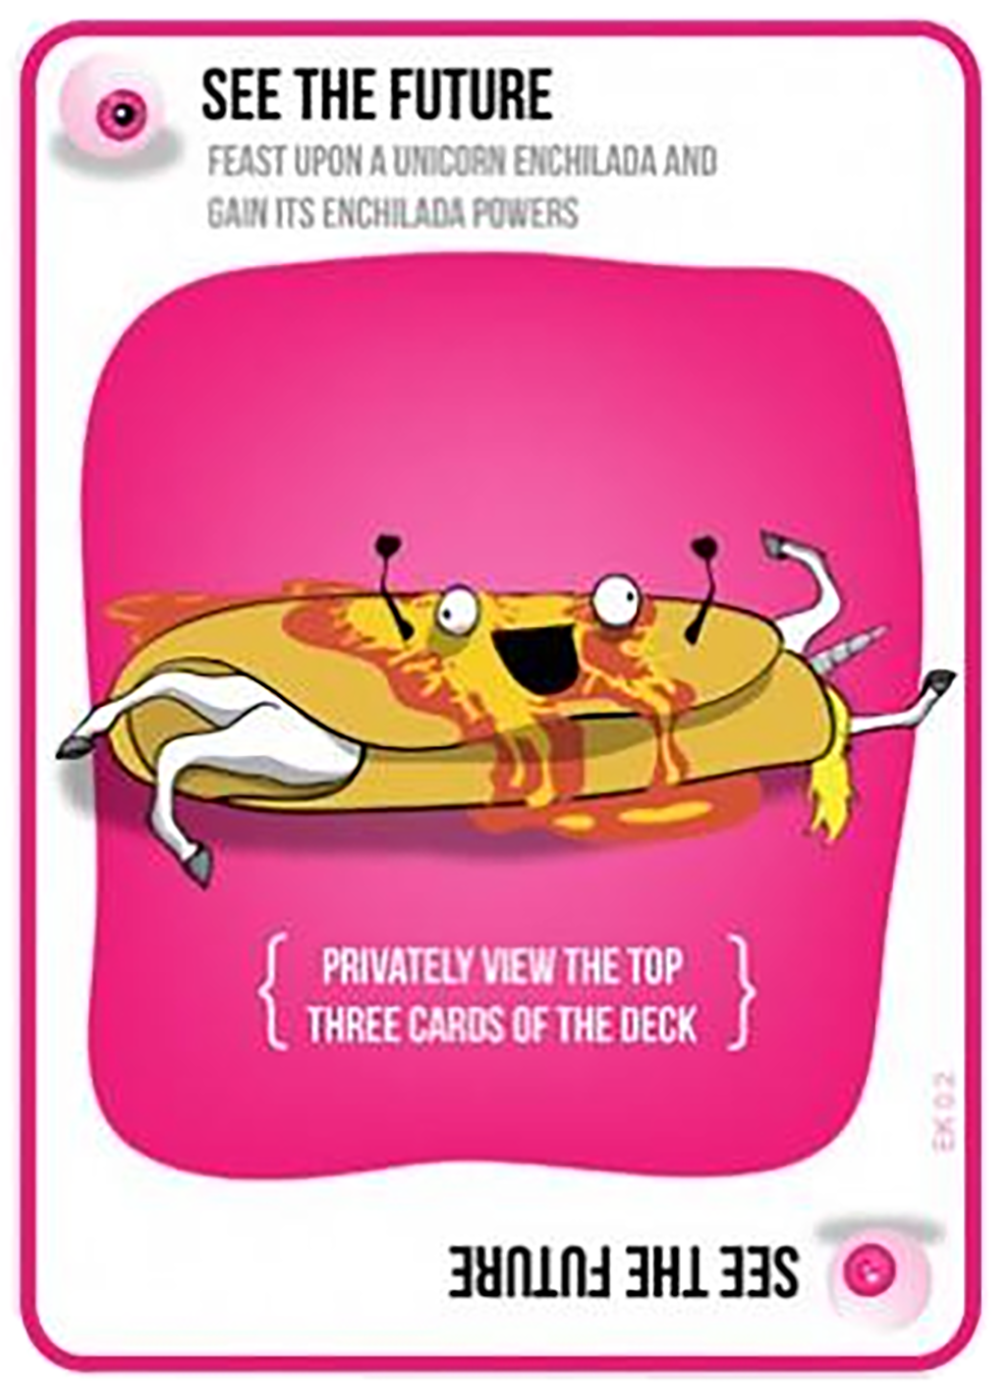 SEE THE FUTURE
FEAST UPON A UNICORN ENCHILADA AND
GAIN ITS ENCHILADA POWERS
{ PRIVATELY VIEW THE TOP
THREE CARDS OF THE DECK }
EK 02
SEE THE FUTURE